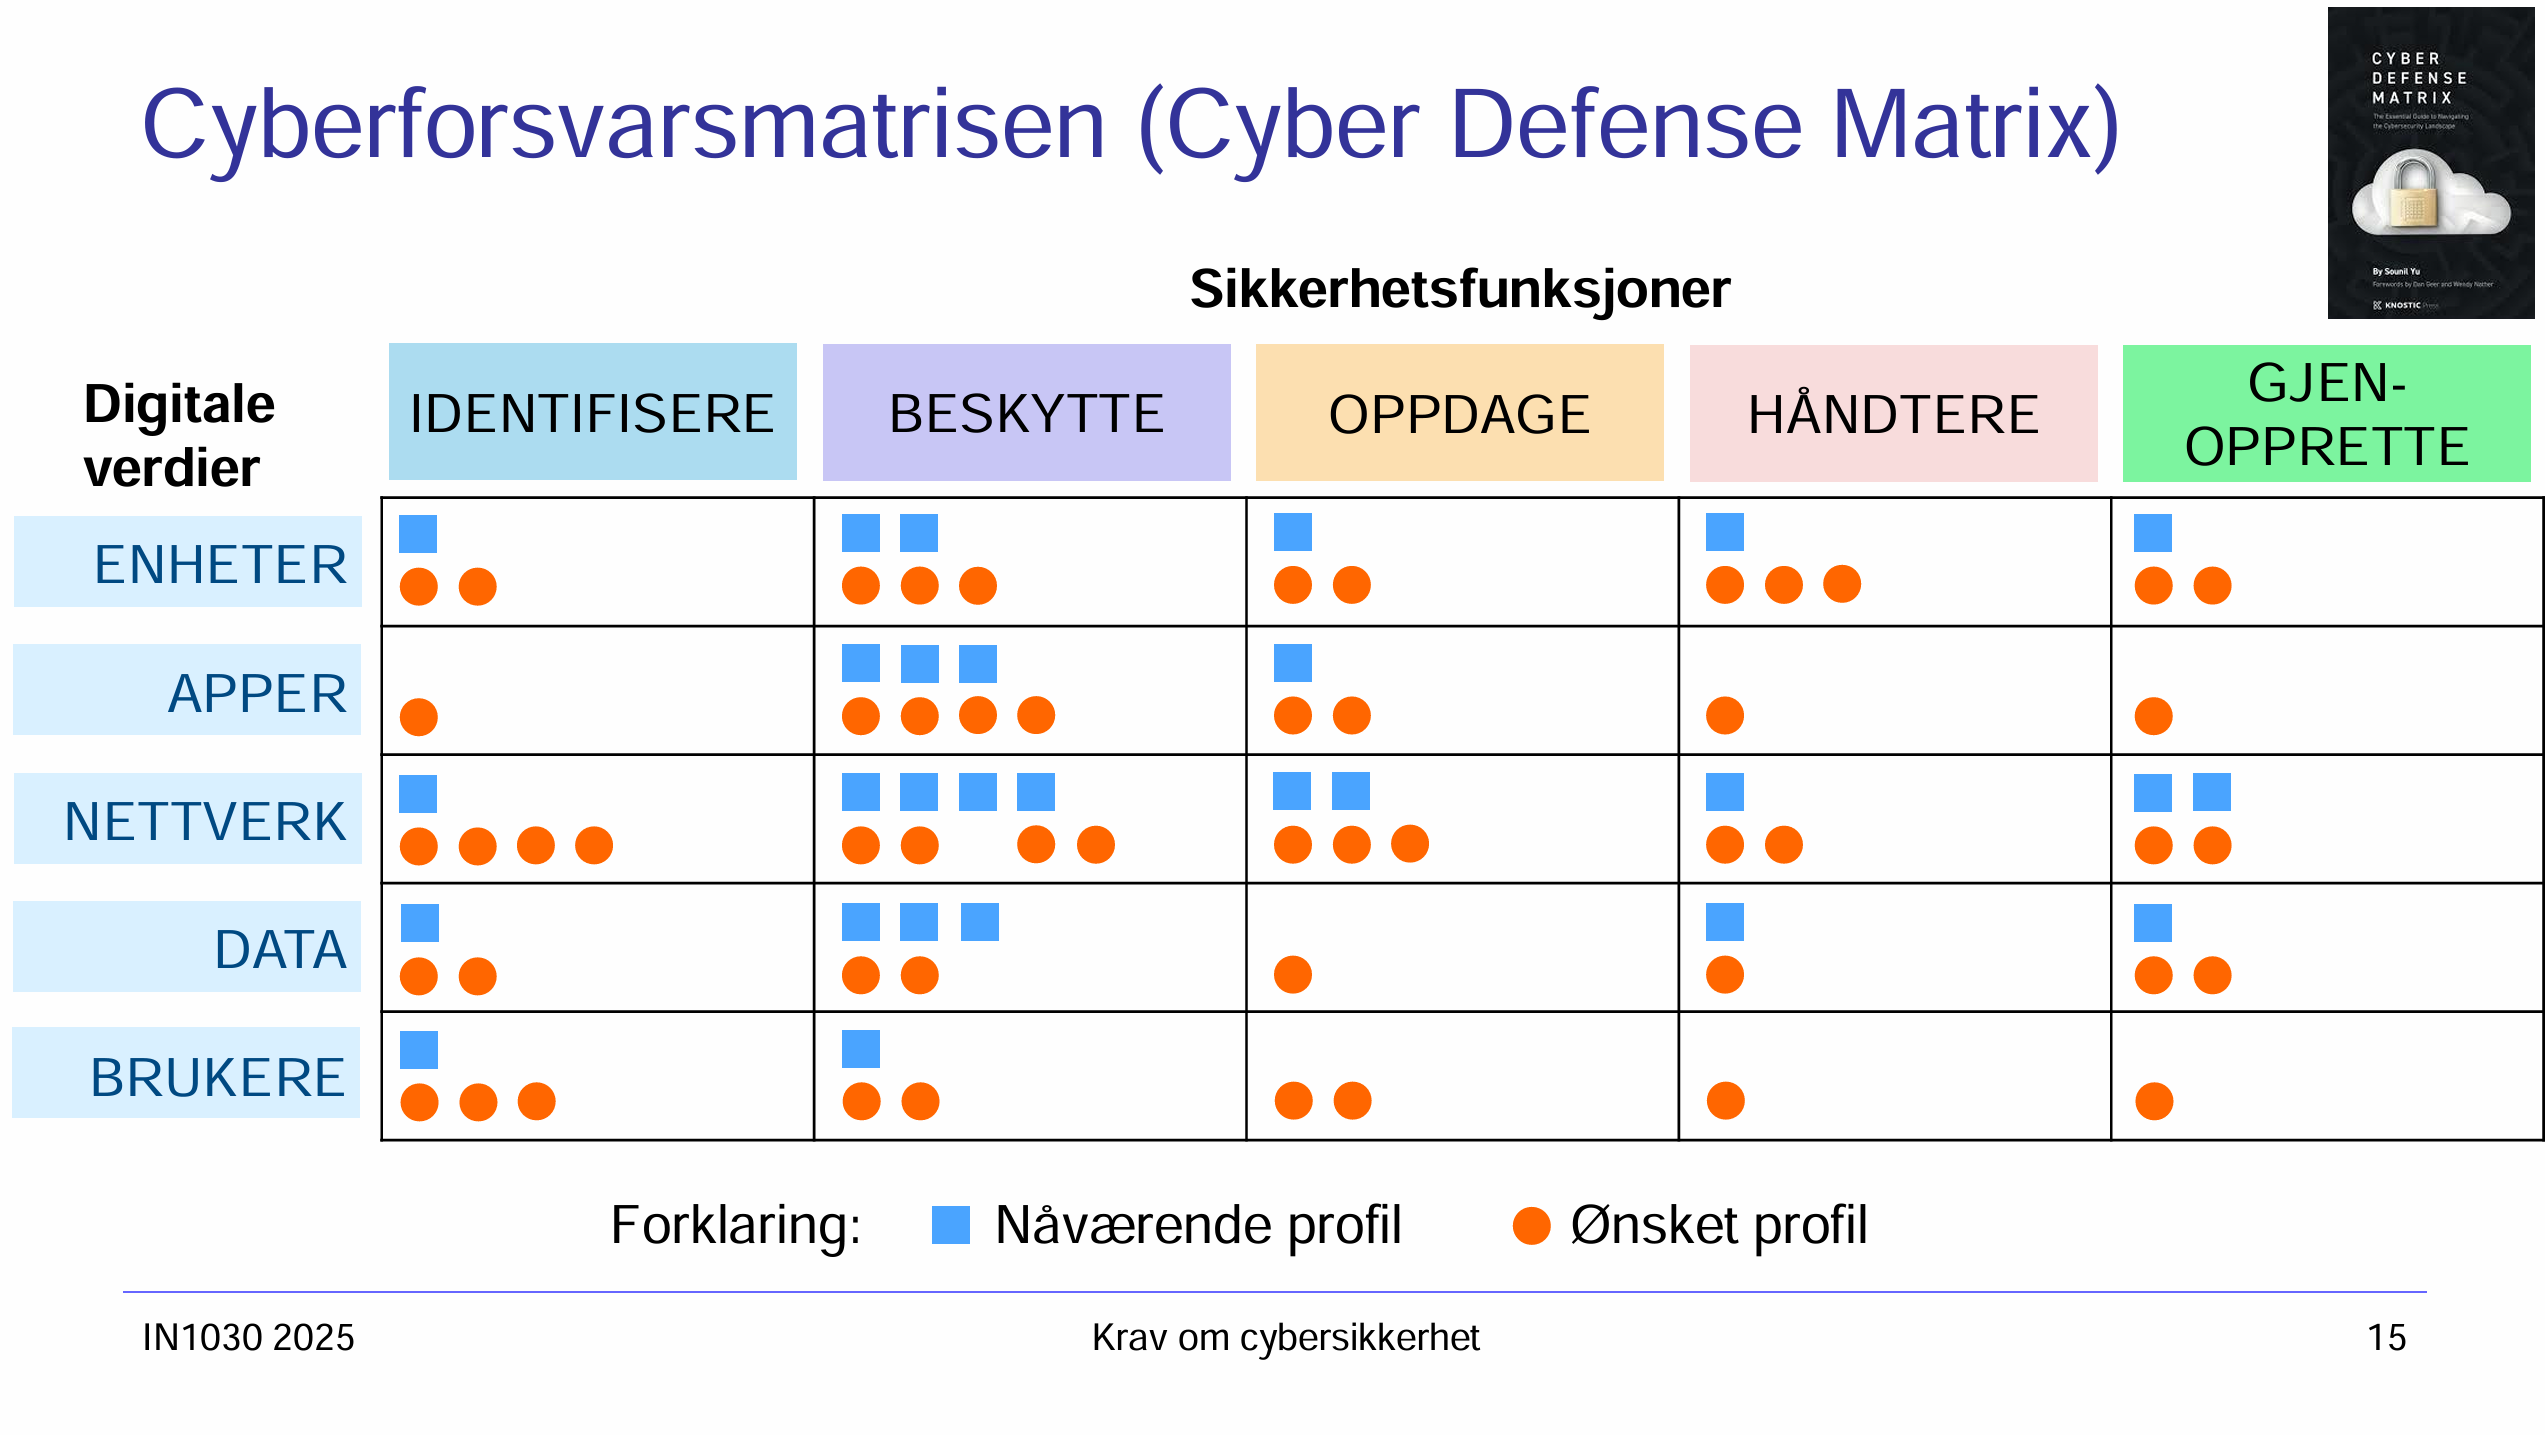 Cyberforsvarsmatrisen (Cyber Defense Matrix)
CYBER
DEFENSE
MATRIX
The Essential Guide to Navigating
the Cybersecurity Landscape
By Sounil Yu
Forewords by Dan Geer and Wendy Nather
KNOSTIC Press
Sikkerhetsfunksjoner
Digitale
verdier
IDENTIFISERE
BESKYTTE
OPPDAGE
HÅNDTERE
GJEN-
OPPRETTE
ENHETER
APPER
NETTVERK
DATA
BRUKERE
Forklaring:
Nåværende profil
Ønsket profil
IN1030 2025
Krav om cybersikkerhet
15